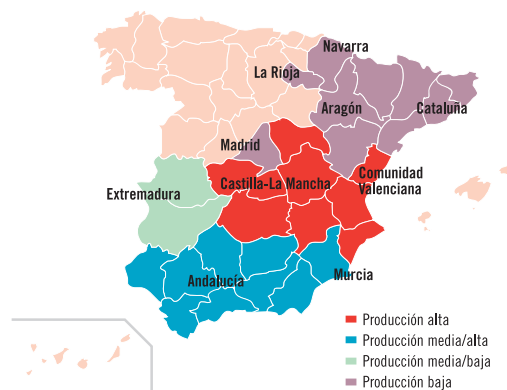 Navarra
La Rioja
Aragón
Cataluña
Madrid
Comunidad
Valenciana
Castilla-La Mancha
Extremadura
Andalucía
Murcia
Producción alta
Producción media/alta
Producción media/baja
Producción baja